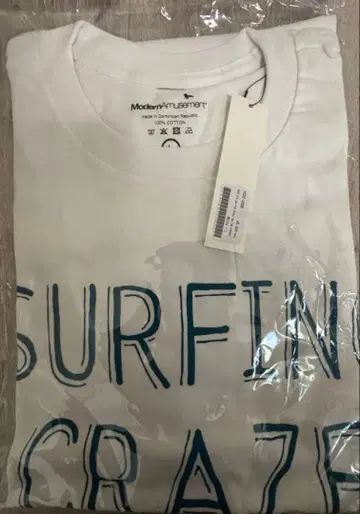 ModernAmusement
made in Dominican Republic
100% COTTON
SURFIN
CRAZE